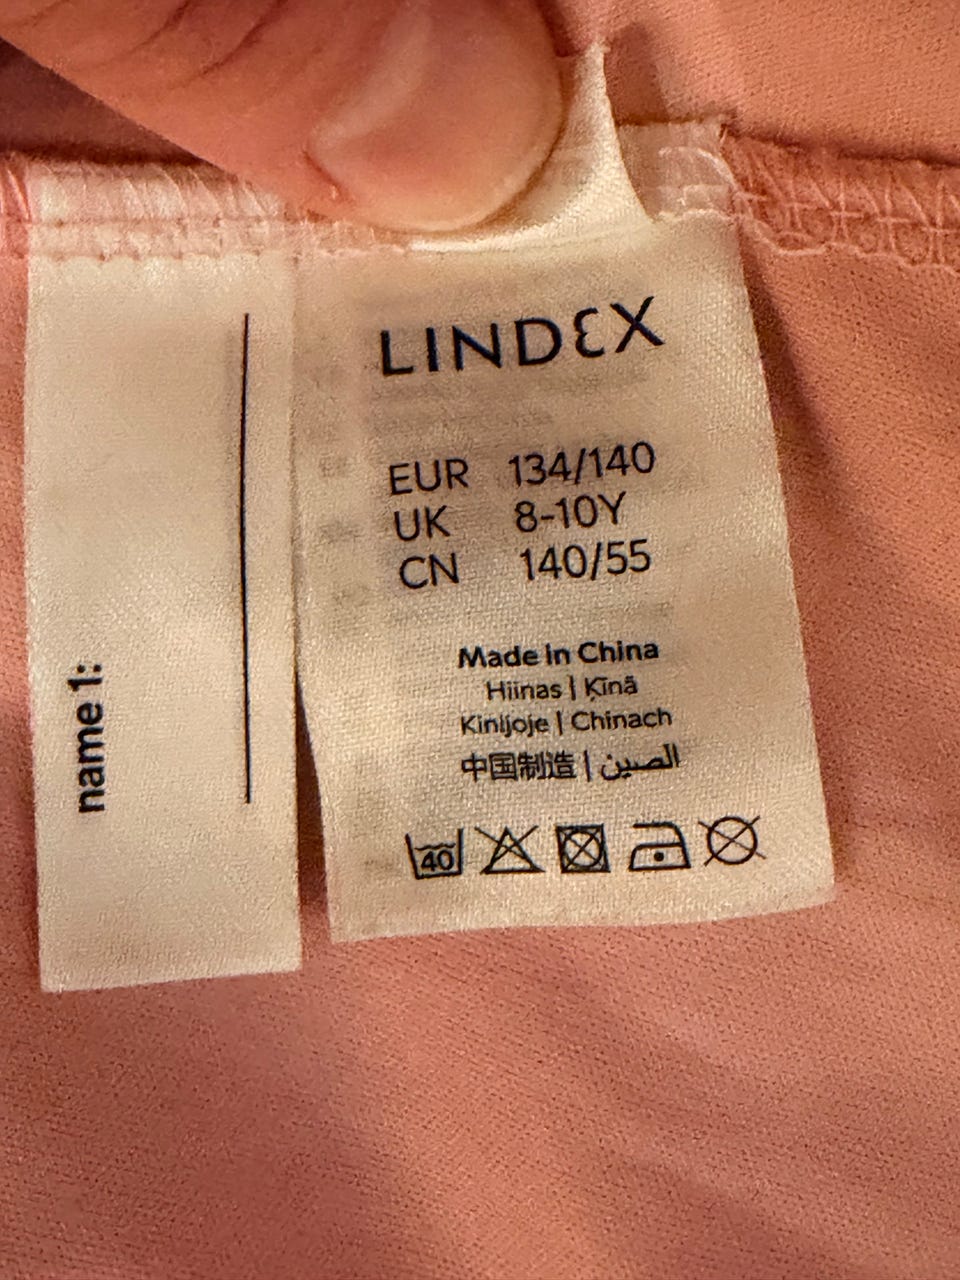 name 1:
LINDEX
EUR 134/140
UK 8-10Y
CN 140/55
Made in China
Hiinas | Ķīnā
Kinijoje | Chinach
中国制造 | الصين
40